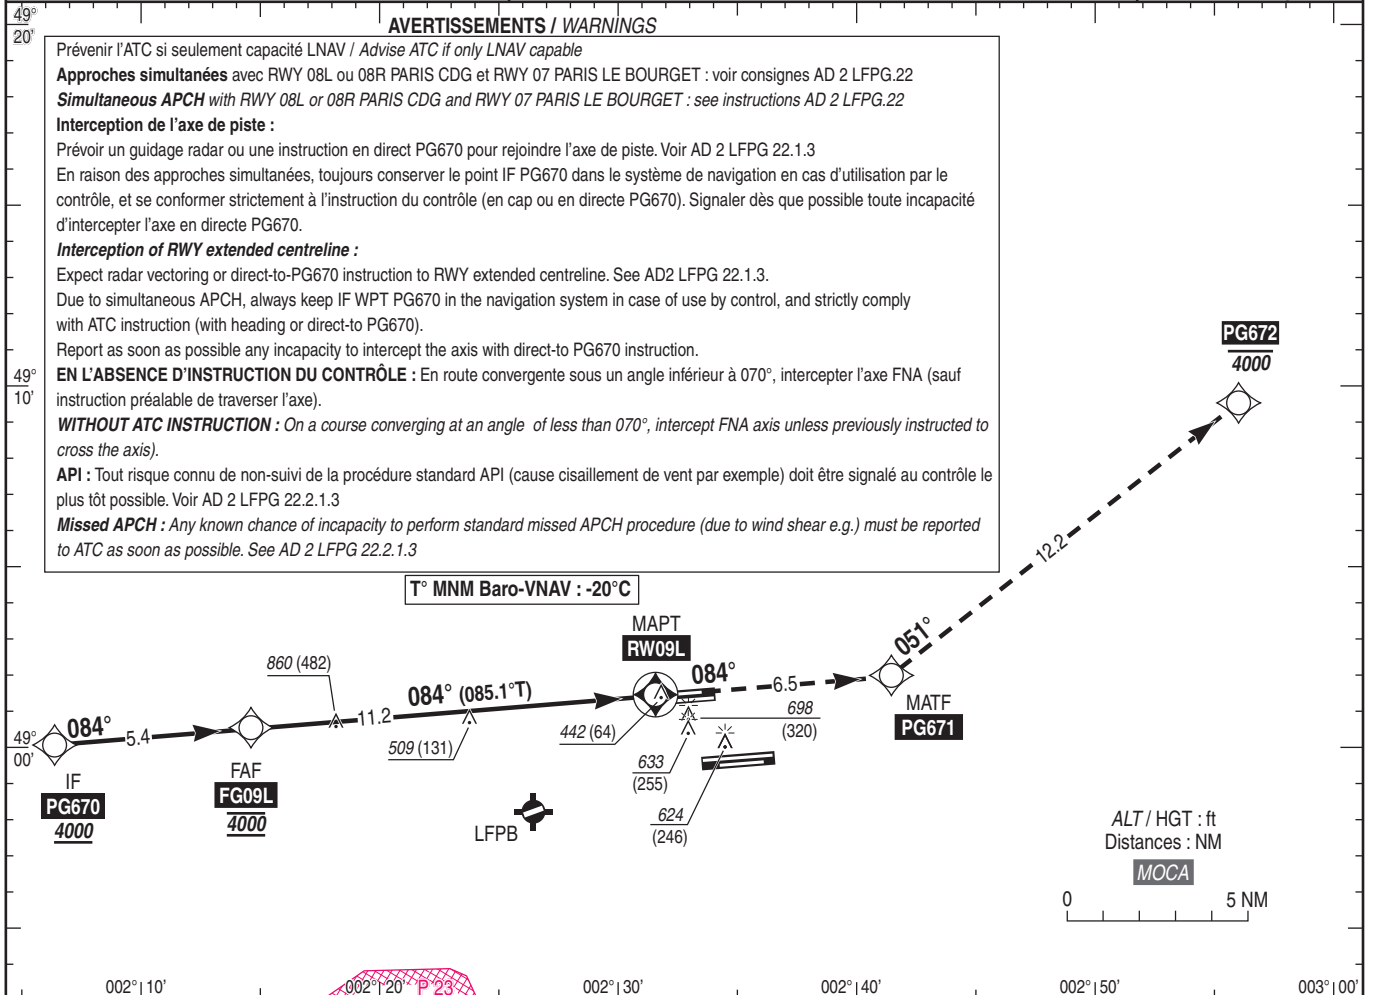 49°
20'
AVERTISSEMENTS / WARNINGS
Prévenir l'ATC si seulement capacité LNAV / Advise ATC if only LNAV capable
Approches simultanées avec RWY 08L ou 08R PARIS CDG et RWY 07 PARIS LE BOURGET : voir consignes AD 2 LFPG.22
Simultaneous APCH with RWY 08L or 08R PARIS CDG and RWY 07 PARIS LE BOURGET : see instructions AD 2 LFPG.22
Interception de l'axe de piste :
Prévoir un guidage radar ou une instruction en direct PG670 pour rejoindre l'axe de piste. Voir AD 2 LFPG 22.1.3
En raison des approches simultanées, toujours conserver le point IF PG670 dans le système de navigation en cas d'utilisation par le
contrôle, et se conformer strictement à l'instruction du contrôle (en cap ou en directe PG670). Signaler dès que possible toute incapacité
d'intercepter l'axe en directe PG670.
Interception of RWY extended centreline :
Expect radar vectoring or direct-to-PG670 instruction to RWY extended centreline. See AD2 LFPG 22.1.3.
Due to simultaneous APCH, always keep IF WPT PG670 in the navigation system in case of use by control, and strictly comply
with ATC instruction (with heading or direct-to PG670).
Report as soon as possible any incapacity to intercept the axis with direct-to PG670 instruction.
EN L'ABSENCE D'INSTRUCTION DU CONTRÔLE : En route convergente sous un angle inférieur à 070°, intercepter l'axe FNA (sauf
instruction préalable de traverser l'axe).
WITHOUT ATC INSTRUCTION : On a course converging at an angle of less than 070°, intercept FNA axis unless previously instructed to
cross the axis).
API : Tout risque connu de non-suivi de la procédure standard API (cause cisaillement de vent par exemple) doit être signalé au contrôle le
plus tôt possible. Voir AD 2 LFPG 22.2.1.3
Missed APCH : Any known chance of incapacity to perform standard missed APCH procedure (due to wind shear e.g.) must be reported
to ATC as soon as possible. See AD 2 LFPG 22.2.1.3
PG672
4000
49°
10'
12.2
T° MNM Baro-VNAV : -20°C
MAPT
RW09L
051°
860 (482)
084° (085.1°T)
084°
6.5
MATF
PG671
084°
5.4
11.2
509 (131)
442 (64)
698
(320)
633
(255)
624
(246)
49°
00'
IF
PG670
4000
FAF
FG09L
4000
LFPB
ALT / HGT : ft
Distances : NM
MOCA
0
5 NM
P 23
002° 10'
002° 20'
002° 30'
002° 40'
002° 50'
003° 00'